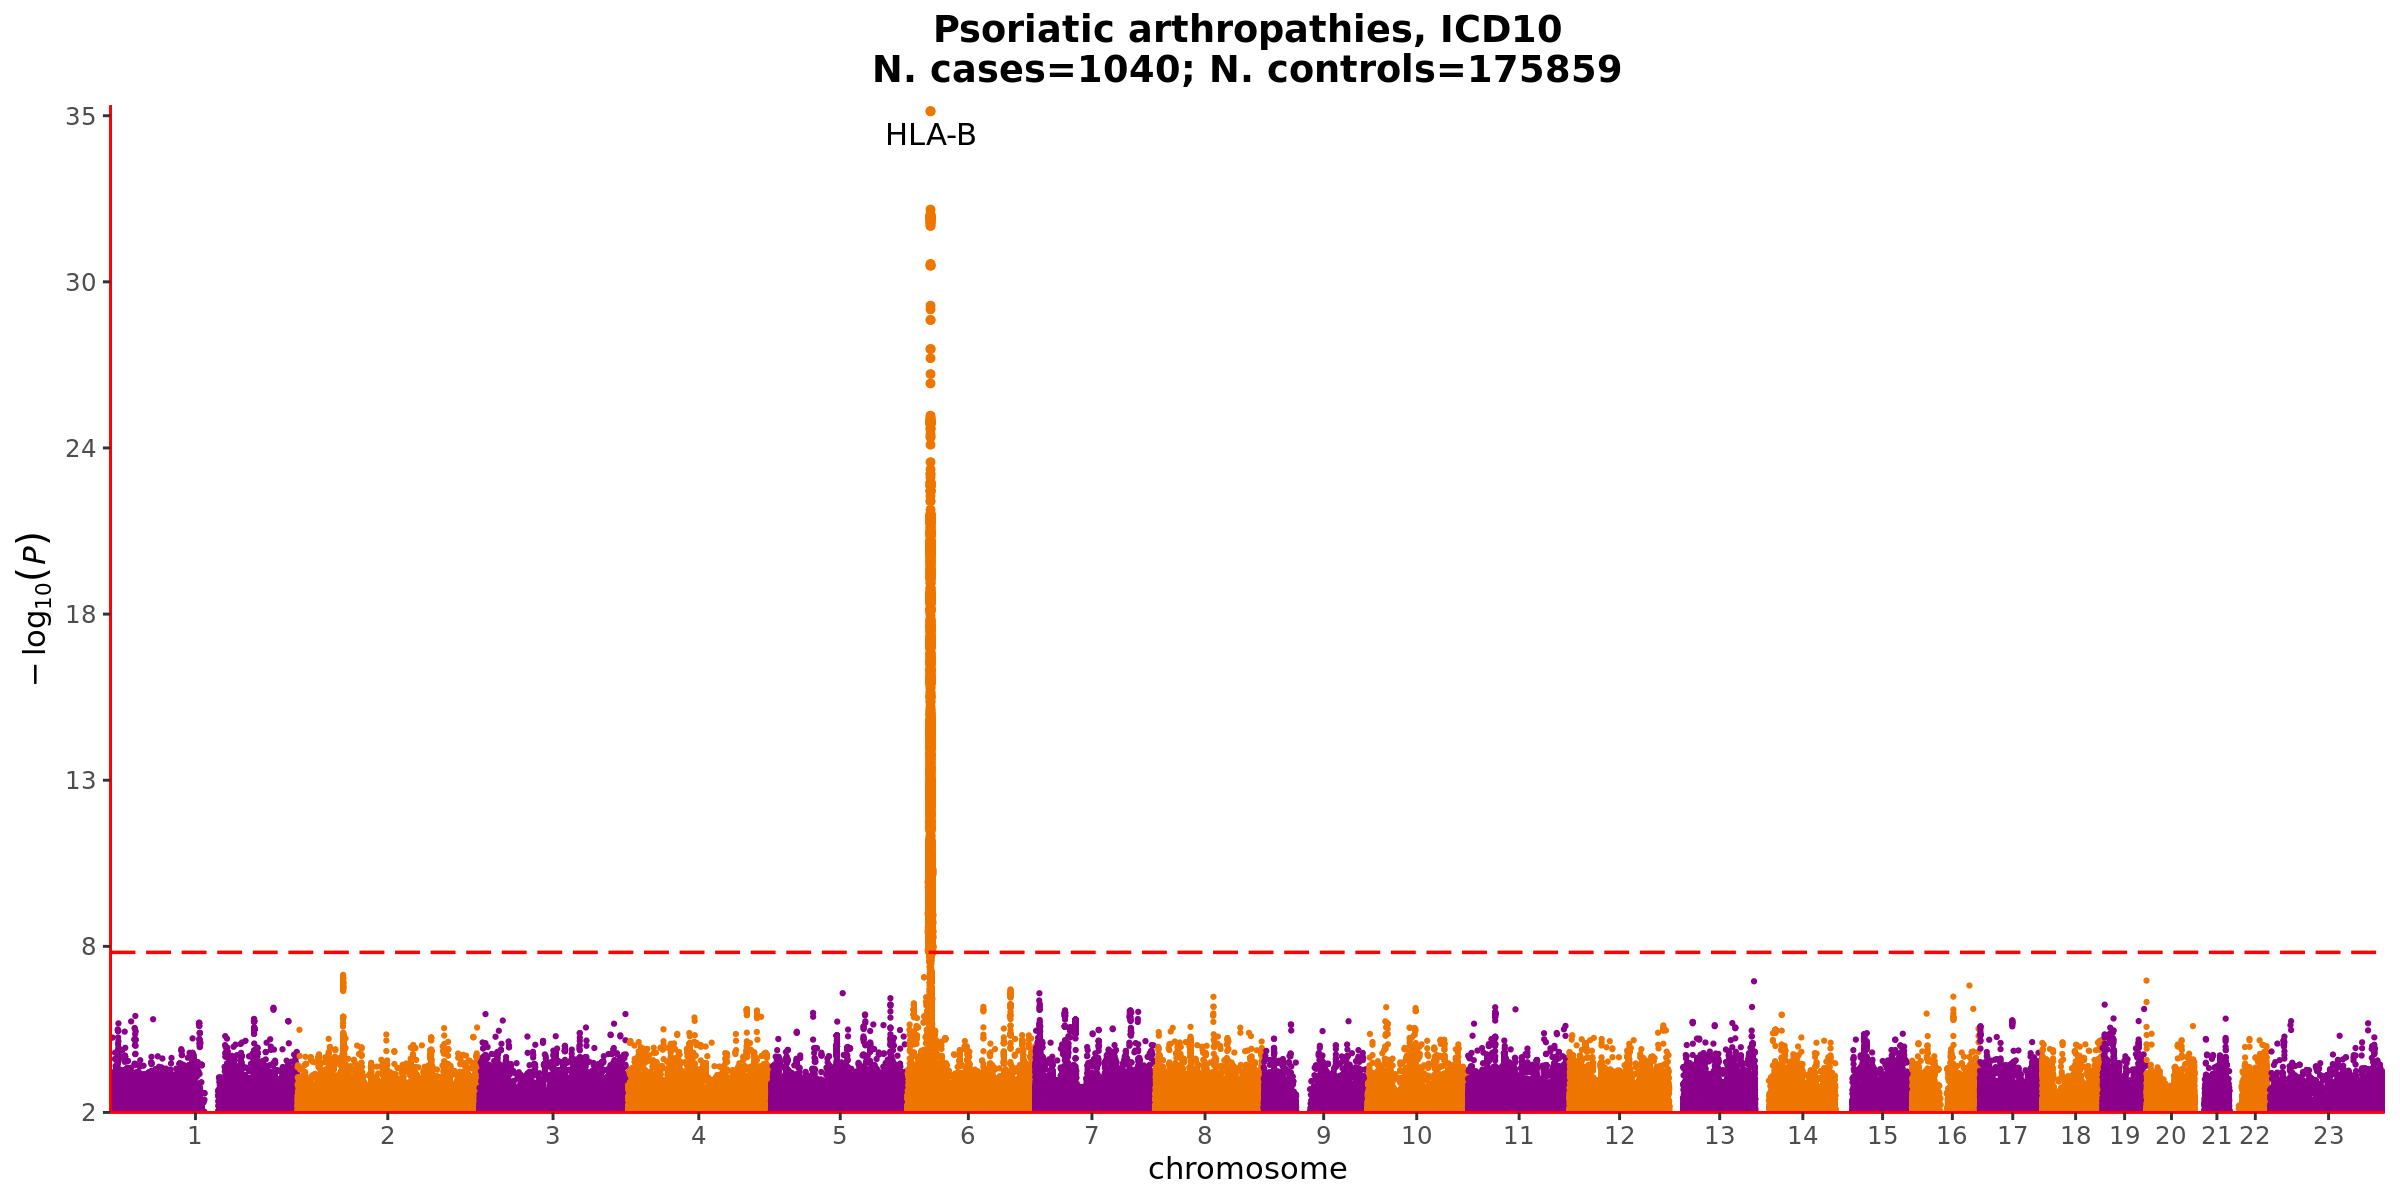 Psoriatic arthropathies, ICD10
N. cases=1040; N. controls=175859
35
HLA-B
30
24
18
13
8
2
− log₁₀(P)
1 2 3 4 5 6 7 8 9 10 11 12 13 14 15 16 17 18 19 20 21 22 23
chromosome